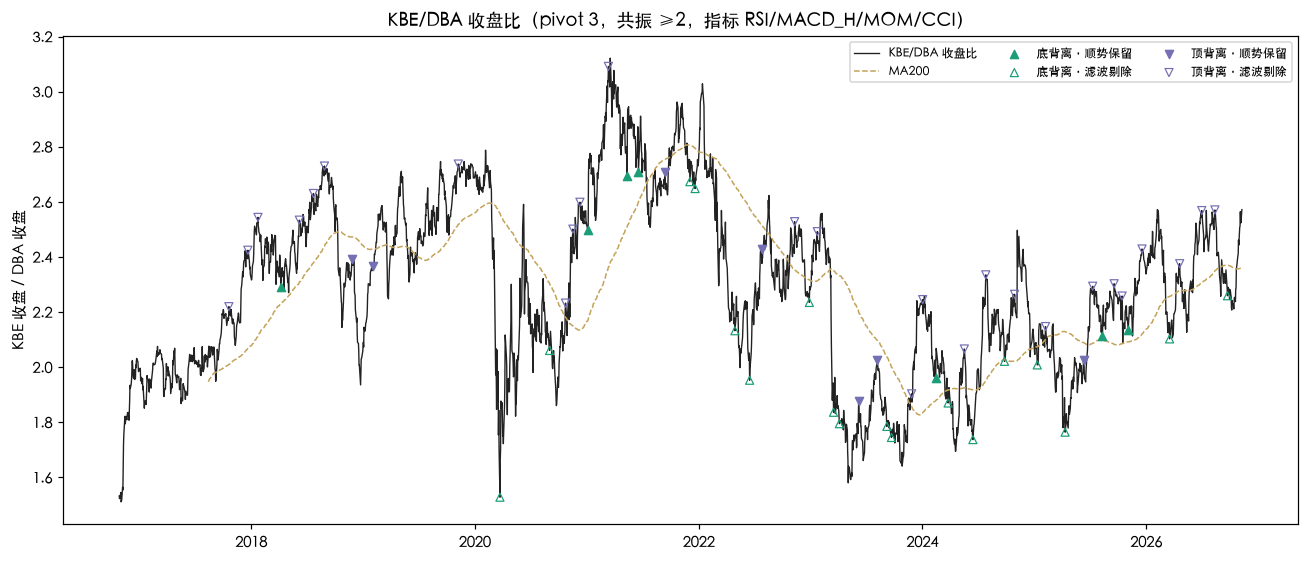 KBE/DBA 收盘比（pivot 3，共振 ≥2，指标 RSI/MACD_H/MOM/CCI）
KBE 收盘 / DBA 收盘
3.2
3.0
2.8
2.6
2.4
2.2
2.0
1.8
1.6
KBE/DBA 收盘比
MA200
底背离・顺势保留
底背离・滤波剔除
顶背离・顺势保留
顶背离・滤波剔除
2018
2020
2022
2024
2026